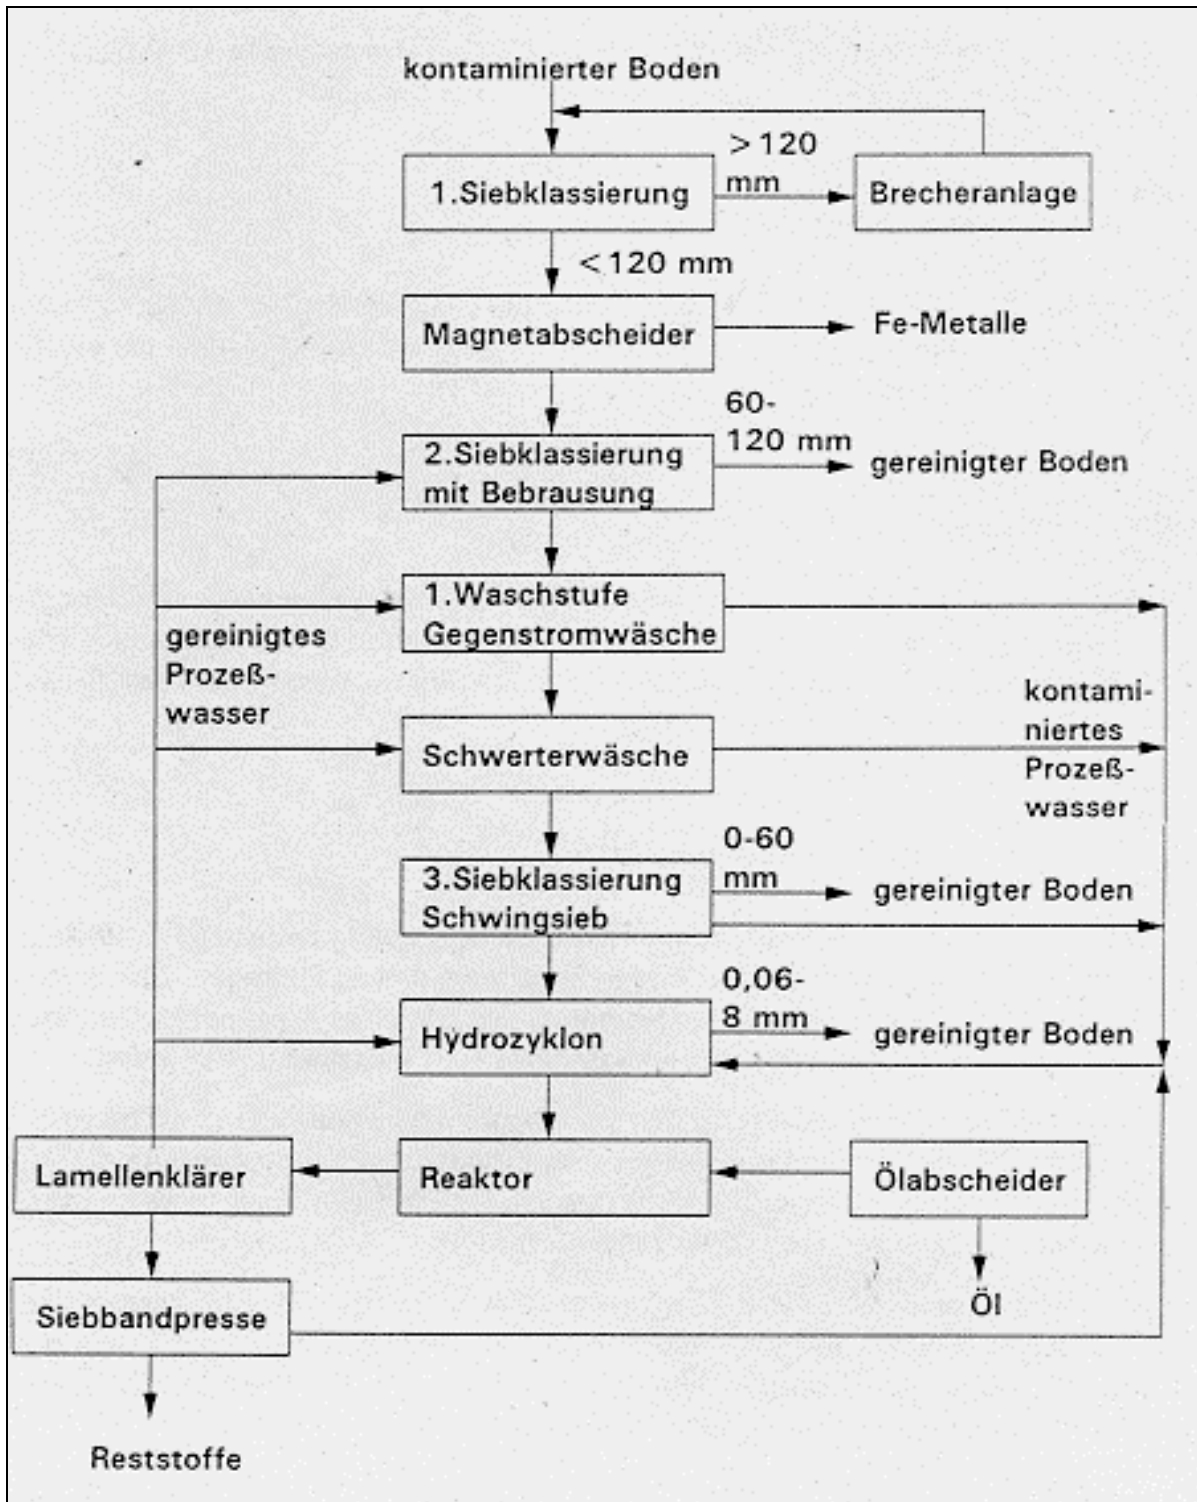 kontaminierter Boden
1.Siebklassierung
>120
mm
Brecheranlage
<120 mm
Magnetabscheider
Fe-Metalle
2.Siebklassierung
mit Bebrausung
60-
120 mm
gereinigter Boden
1.Waschstufe
Gegenstromwäsche
gereinigtes
Prozeß-
wasser
Schwerterwäsche
kontami-
niertes
Prozeß-
wasser
3.Siebklassierung
Schwingsieb
0-60
mm
gereinigter Boden
Hydrozyklon
0,06-
8 mm
gereinigter Boden
Lamellenklärer
Reaktor
Ölabscheider
Siebbandpresse
Öl
Reststoffe